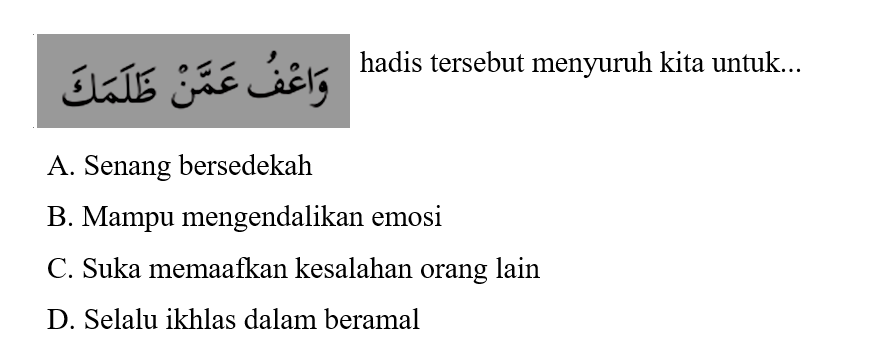 وَاعْفُ عَمَّنْ ظَلَمَكَ hadis tersebut menyuruh kita untuk...
A. Senang bersedekah
B. Mampu mengendalikan emosi
C. Suka memaafkan kesalahan orang lain
D. Selalu ikhlas dalam beramal